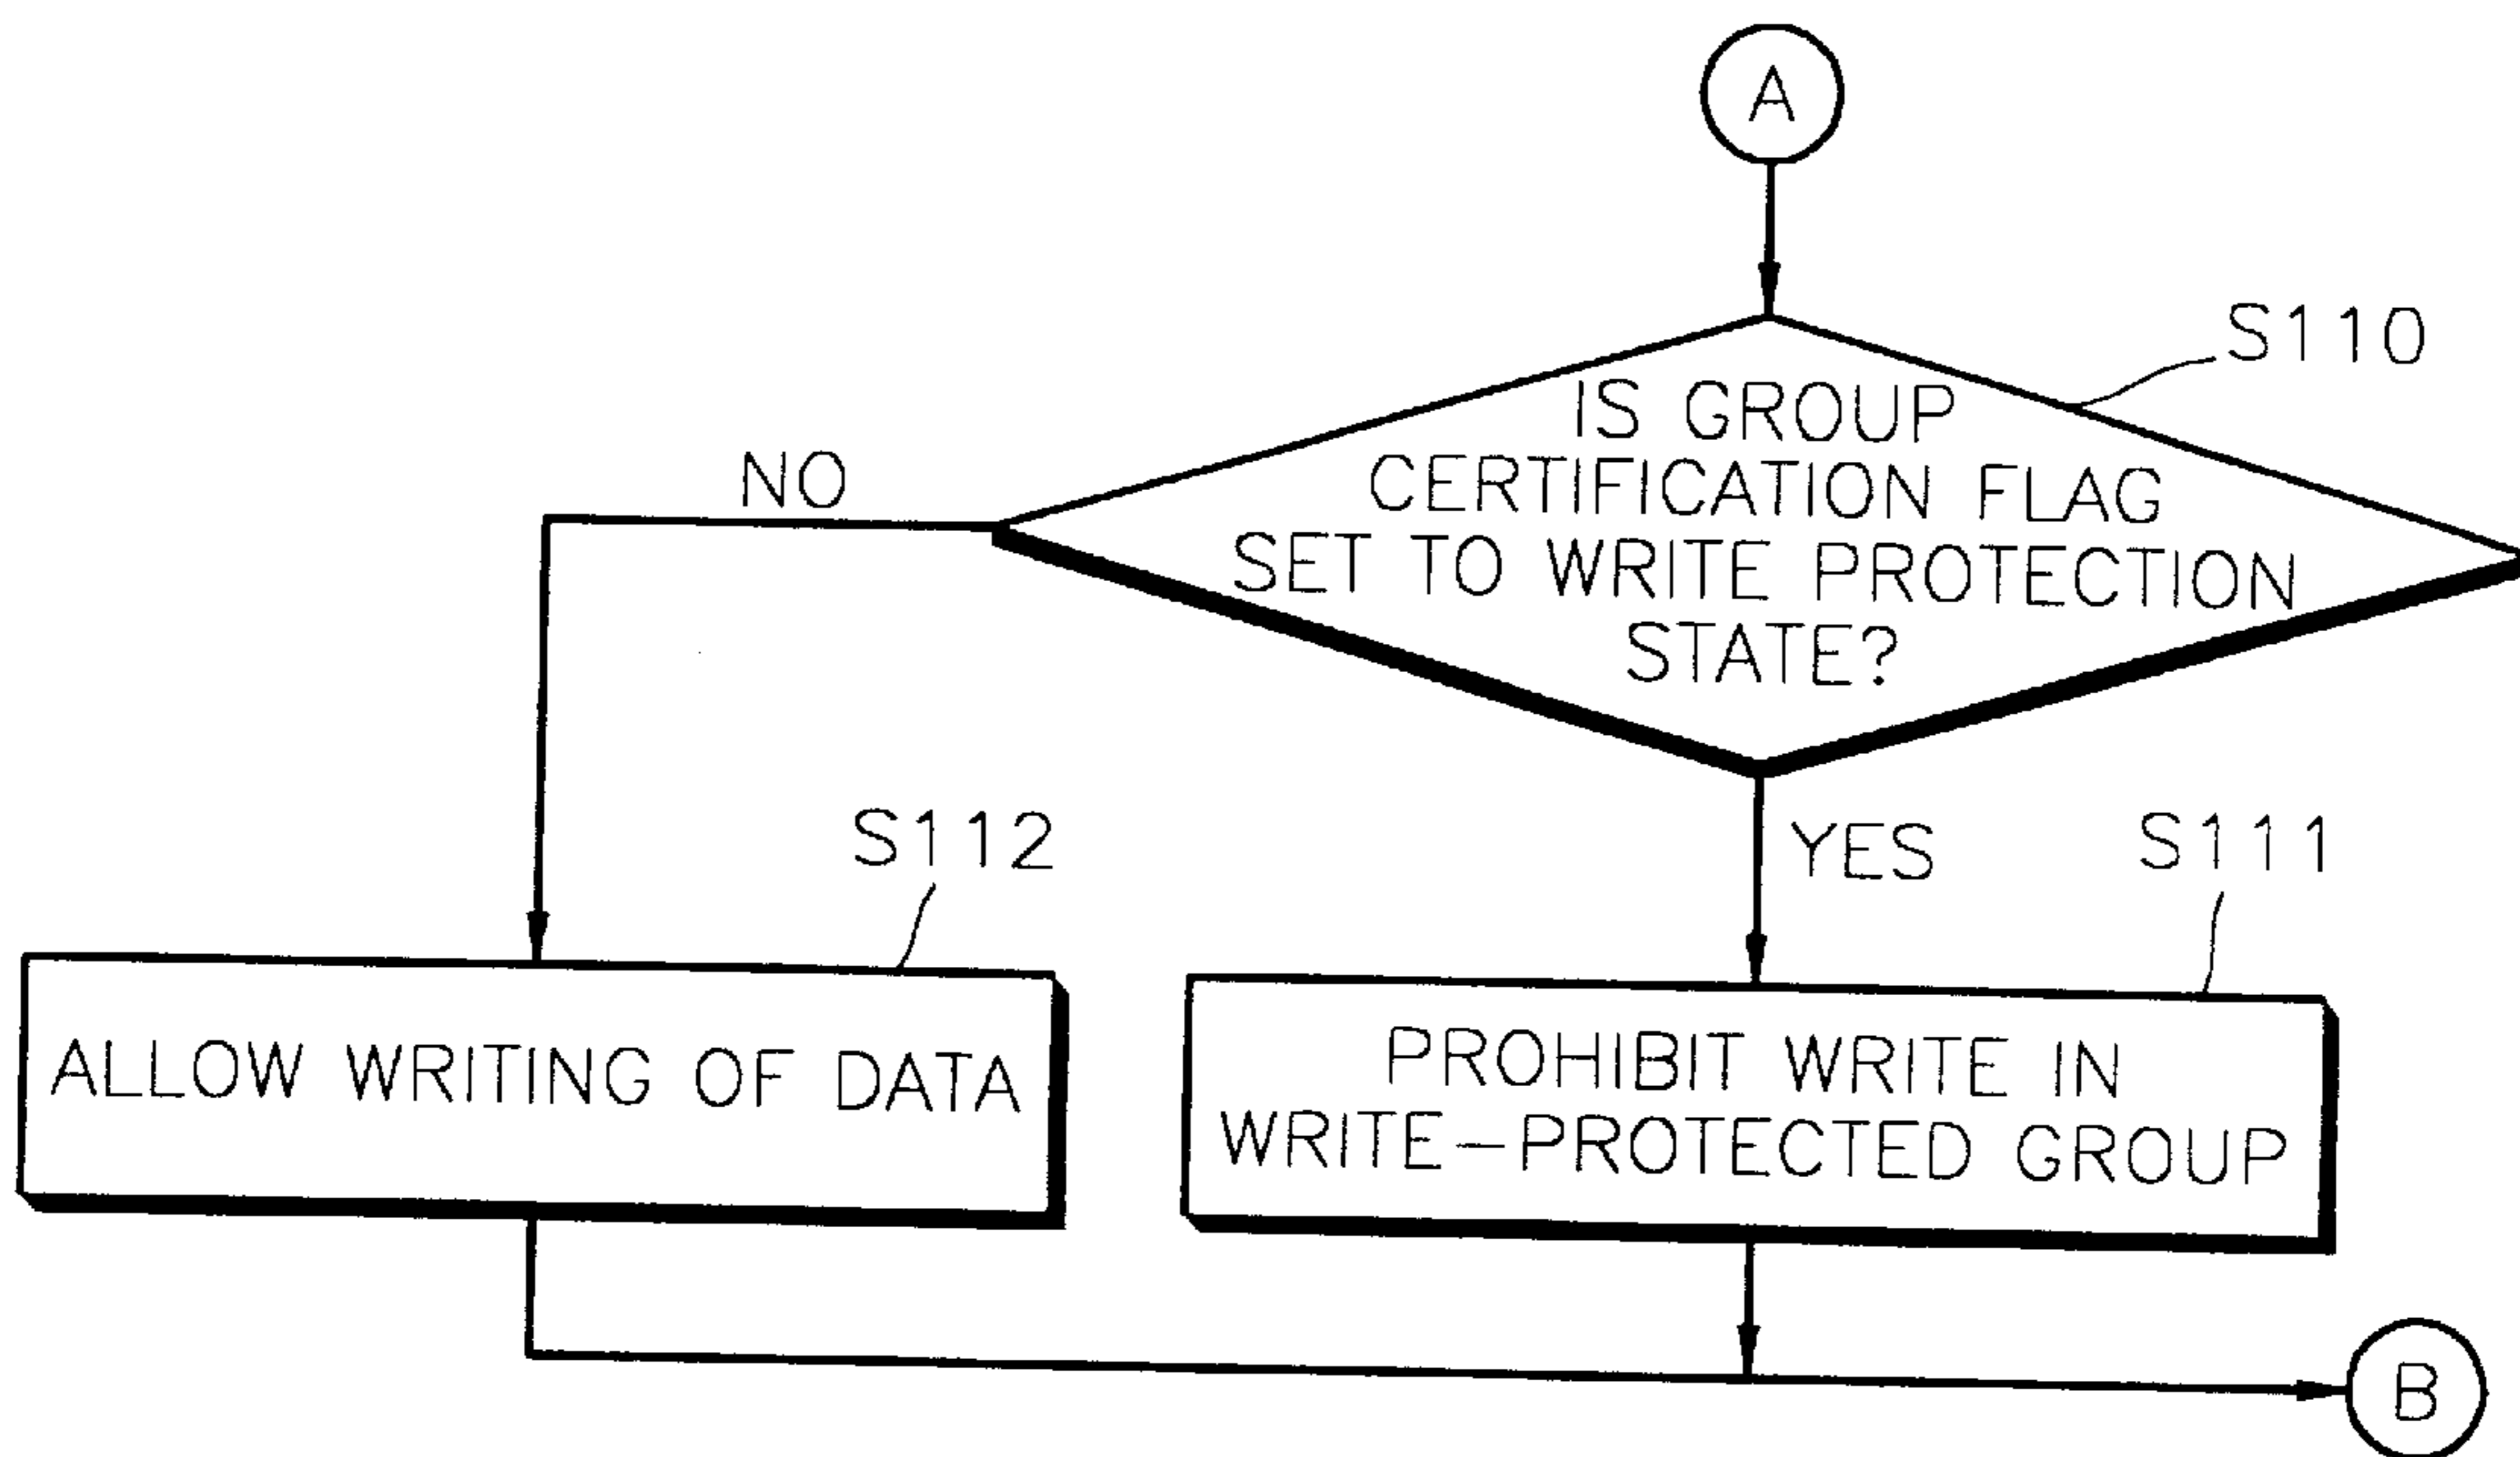 A
S110
IS GROUP
CERTIFICATION FLAG
SET TO WRITE PROTECTION
STATE?
NO
YES
S112
S111
ALLOW WRITING OF DATA
PROHIBIT WRITE IN
WRITE-PROTECTED GROUP
B